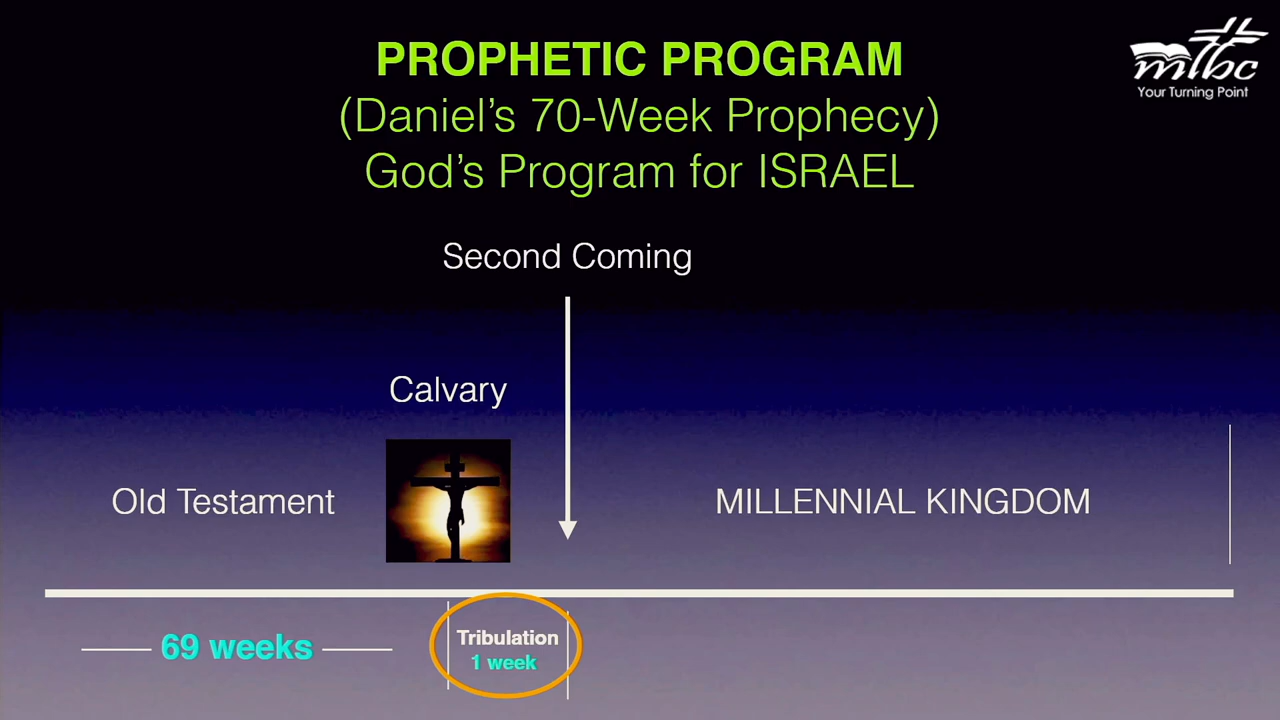 PROPHETIC PROGRAM
(Daniel’s 70-Week Prophecy)
God’s Program for ISRAEL
mtbc
Your Turning Point
Second Coming
Calvary
Old Testament
MILLENNIAL KINGDOM
69 weeks
Tribulation
1 week